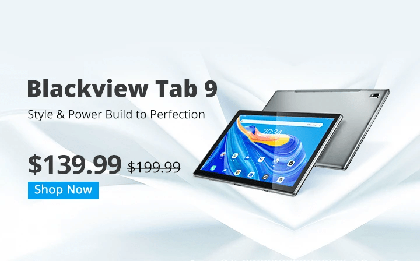 Blackview Tab 9
Style & Power Build to Perfection
$139.99 $199.99
Shop Now